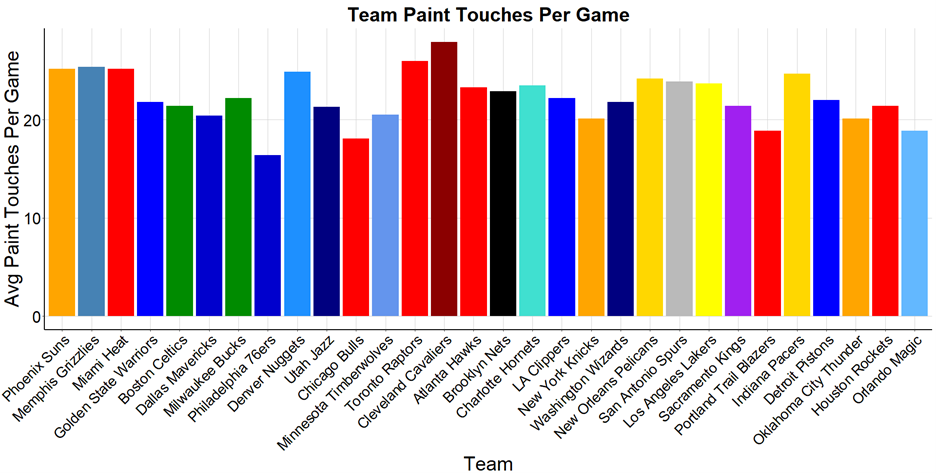 Team Paint Touches Per Game
Avg Paint Touches Per Game
20
10
0
Phoenix Suns
Memphis Grizzlies
Miami Heat
Golden State Warriors
Boston Celtics
Dallas Mavericks
Milwaukee Bucks
Philadelphia 76ers
Denver Nuggets
Utah Jazz
Chicago Bulls
Minnesota Timberwolves
Toronto Raptors
Cleveland Cavaliers
Atlanta Hawks
Brooklyn Nets
Charlotte Hornets
LA Clippers
New York Knicks
Washington Wizards
New Orleans Pelicans
San Antonio Spurs
Los Angeles Lakers
Sacramento Kings
Portland Trail Blazers
Indiana Pacers
Detroit Pistons
Oklahoma City Thunder
Houston Rockets
Orlando Magic
Team